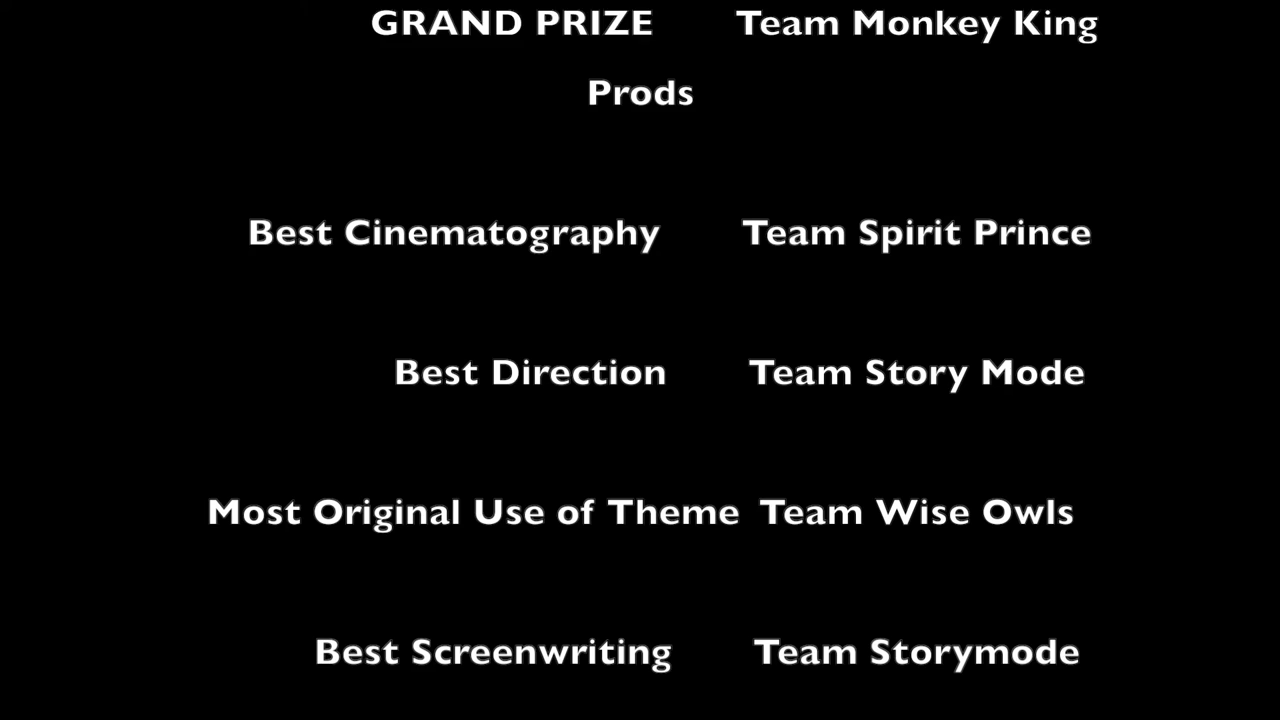 GRAND PRIZE Team Monkey King
Prods
Best Cinematography Team Spirit Prince
Best Direction Team Story Mode
Most Original Use of Theme Team Wise Owls
Best Screenwriting Team Storymode